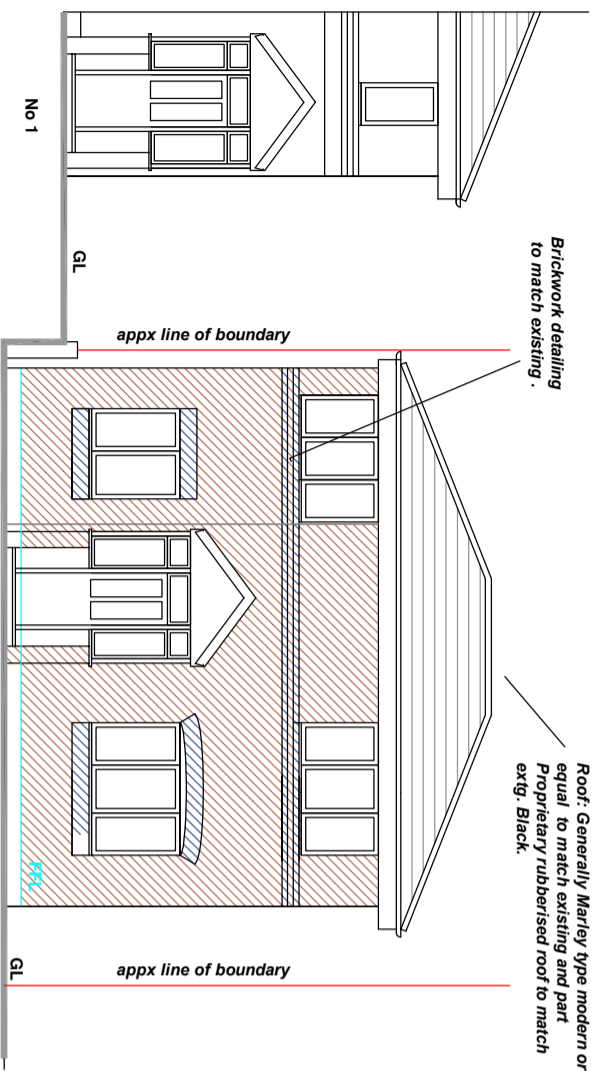 No 1
GL
appx line of boundary
Brickwork detailing
to match existing .
Roof: Generally Marley type modern or
equal to match existing and part
Proprietary rubberised roof to match
extg. Black.
FFL
appx line of boundary
GL